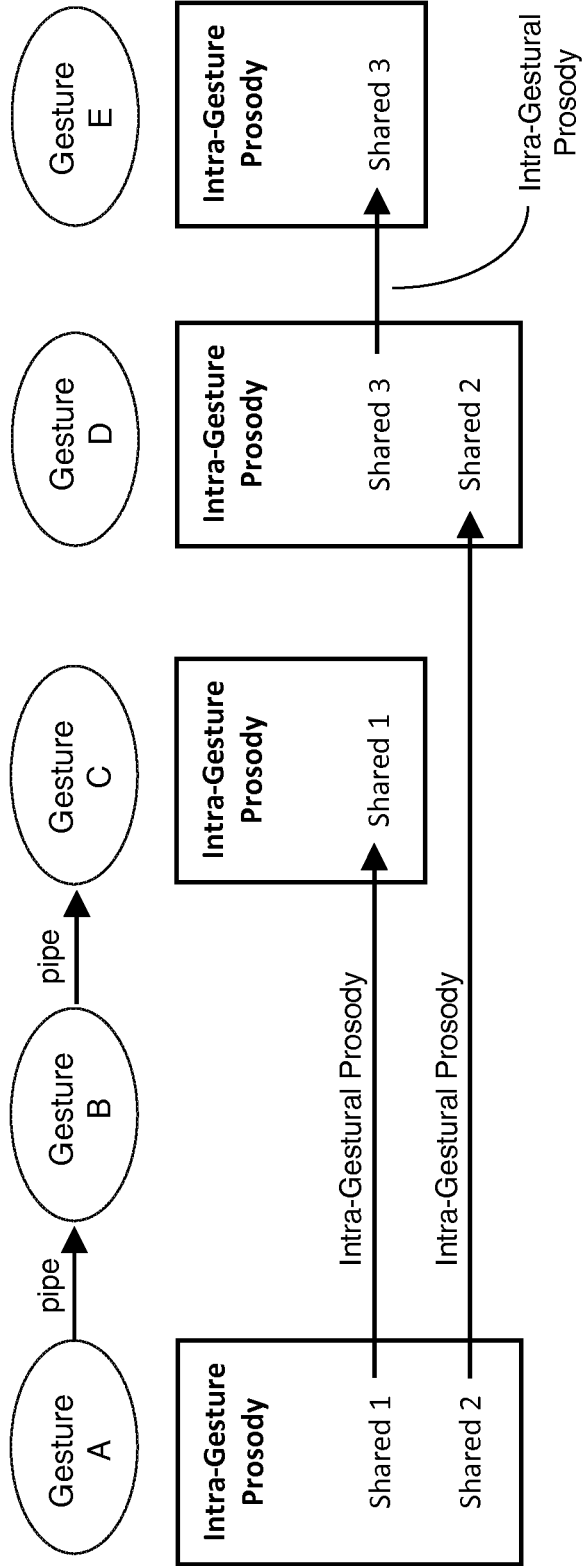 Gesture
A
pipe
Gesture
B
pipe
Gesture
C
Gesture
D
Gesture
E
Intra-Gesture
Prosody
Shared 1
Shared 2
Intra-Gestural Prosody
Intra-Gestural Prosody
Intra-Gesture
Prosody
Shared 1
Intra-Gesture
Prosody
Shared 3
Shared 2
Intra-Gesture
Prosody
Shared 3
Intra-Gestural
Prosody